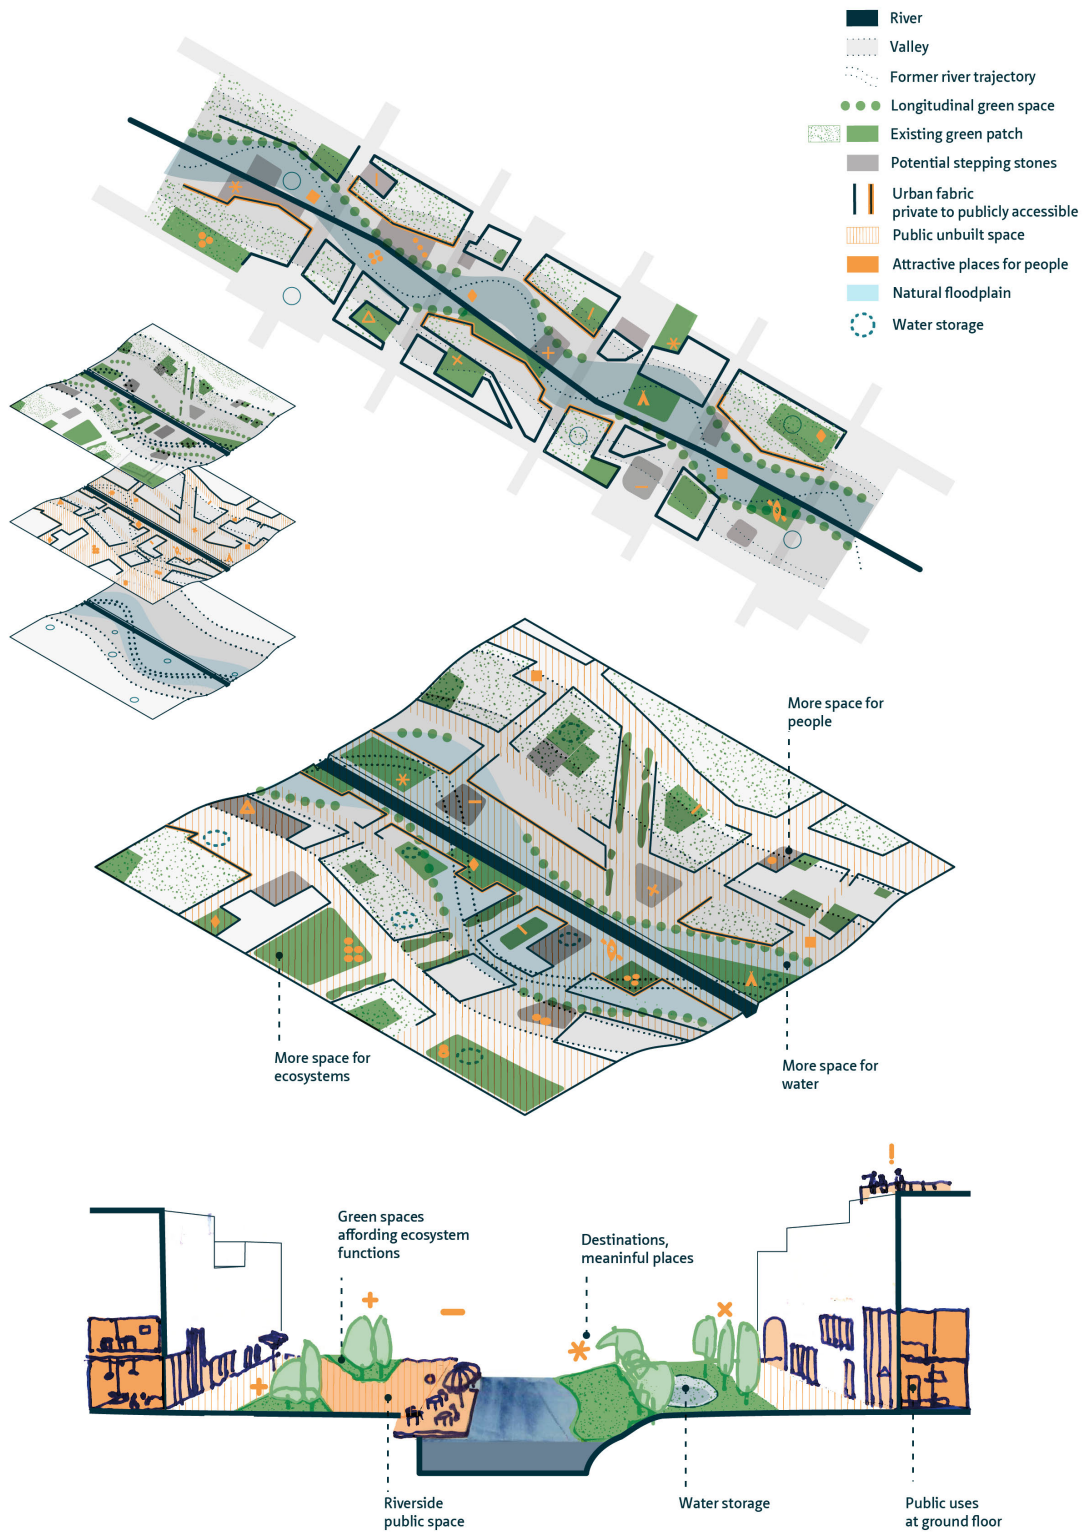 River
Valley
Former river trajectory
Longitudinal green space
Existing green patch
Potential stepping stones
Urban fabric
private to publicly accessible
Public unbuilt space
Attractive places for people
Natural floodplain
Water storage
More space for
people
More space for
ecosystems
More space for
water
Green spaces
affording ecosystem
functions
Destinations,
meaninful places
Riverside
public space
Water storage
Public uses
at ground floor